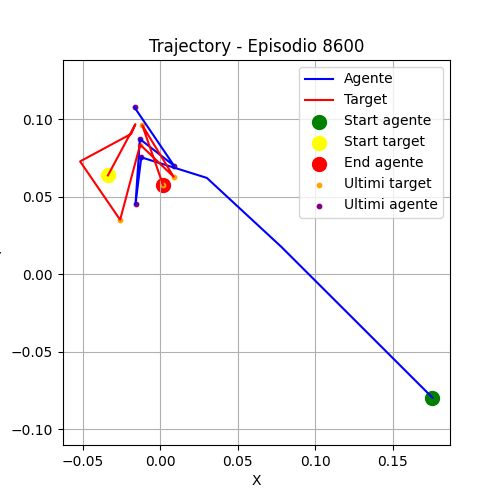 Trajectory - Episodio 8600
Agente
Target
Start agente
Start target
End agente
Ultimi target
Ultimi agente
0.10
0.05
0.00
−0.05
−0.10
−0.05
0.00
0.05
0.10
0.15
X